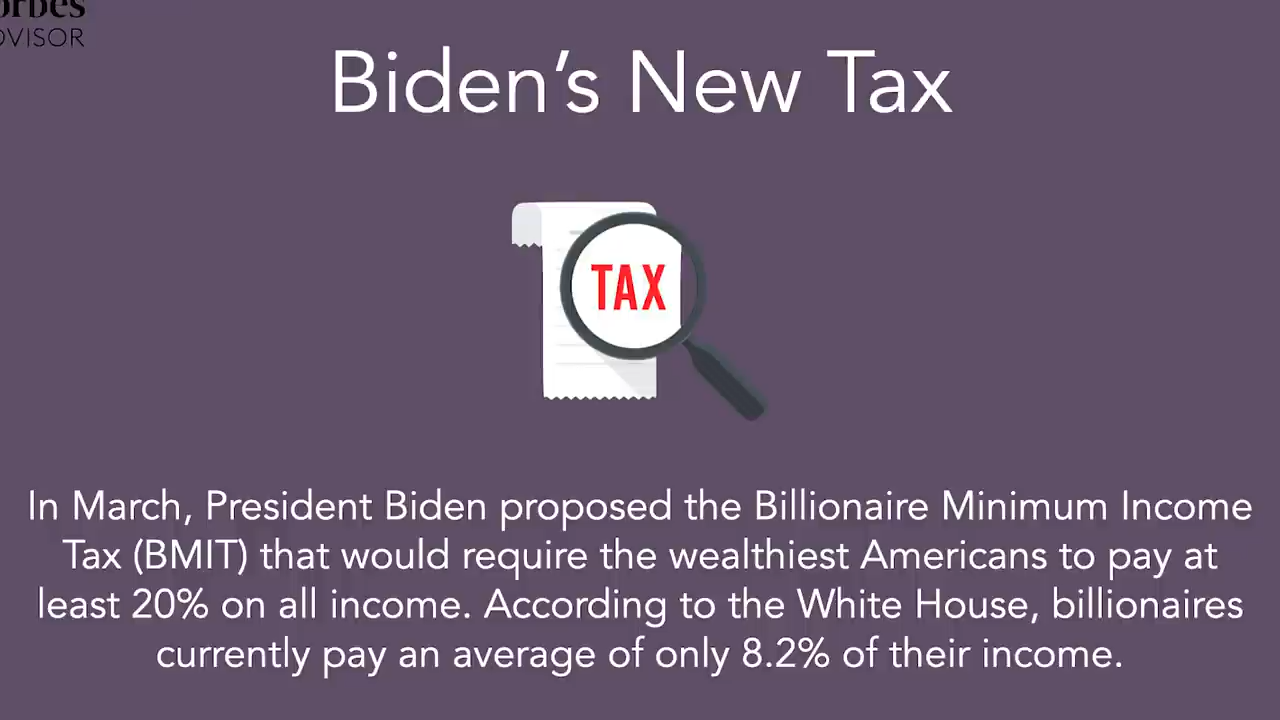 orbes
DVISOR
Biden’s New Tax
TAX
In March, President Biden proposed the Billionaire Minimum Income
Tax (BMIT) that would require the wealthiest Americans to pay at
least 20% on all income. According to the White House, billionaires
currently pay an average of only 8.2% of their income.